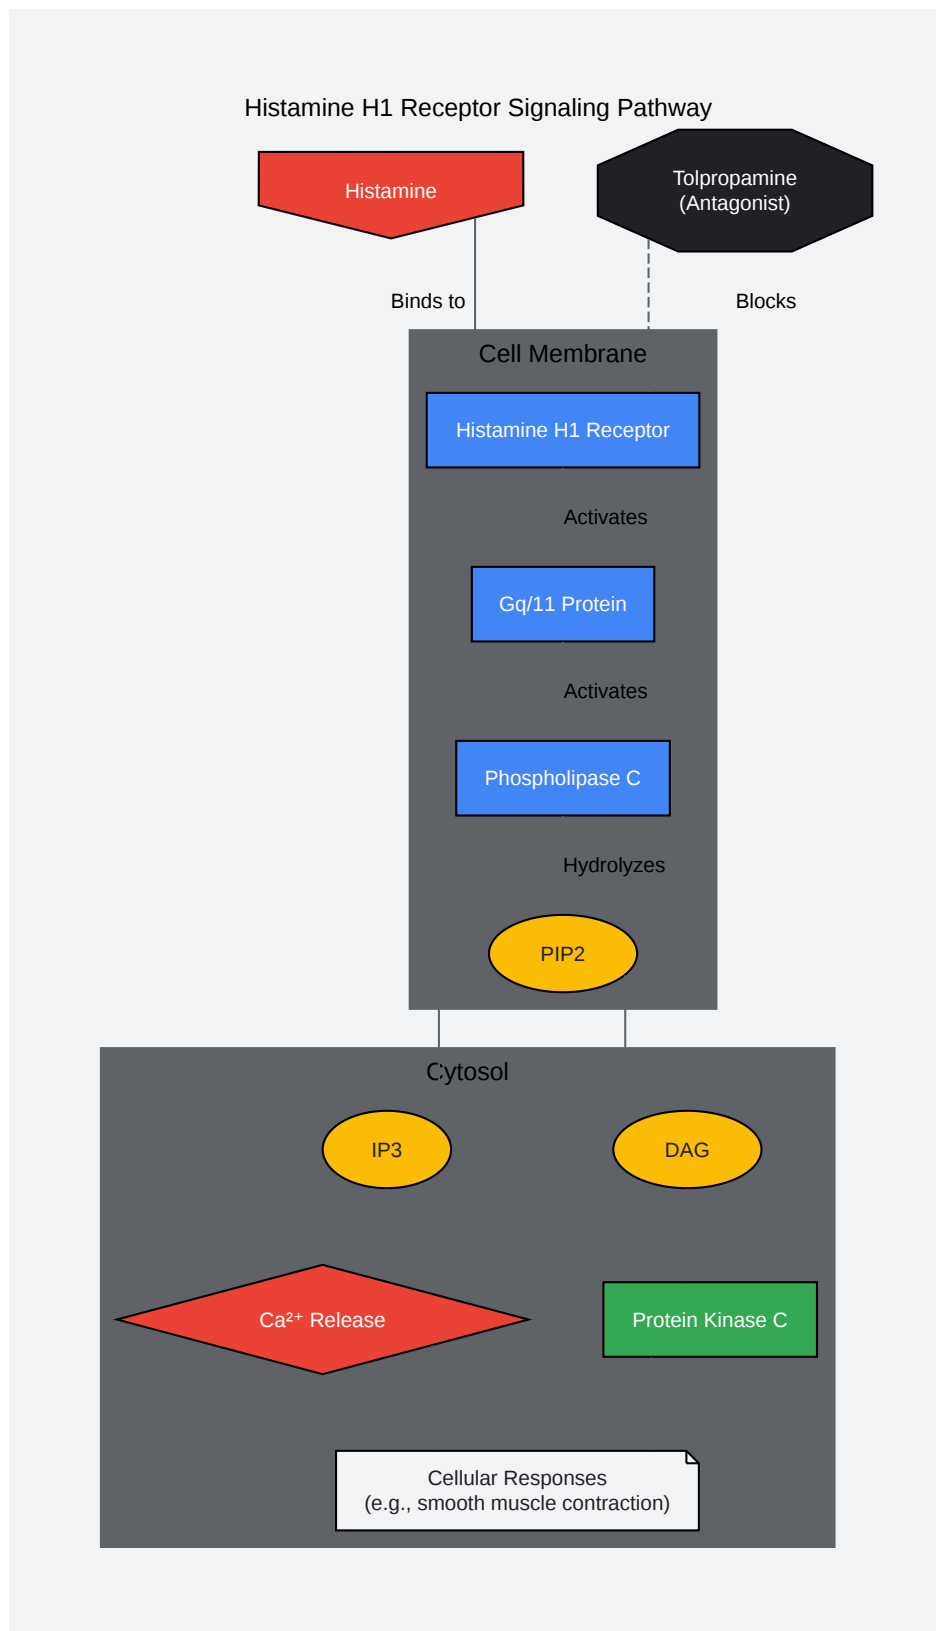 Histamine H1 Receptor Signaling Pathway
Histamine
Tolpropamine
(Antagonist)
Binds to
Blocks
Cell Membrane
Histamine H1 Receptor
Activates
Gq/11 Protein
Activates
Phospholipase C
Hydrolyzes
PIP2
Cytosol
IP3
DAG
Ca²⁺ Release
Protein Kinase C
Cellular Responses
(e.g., smooth muscle contraction)